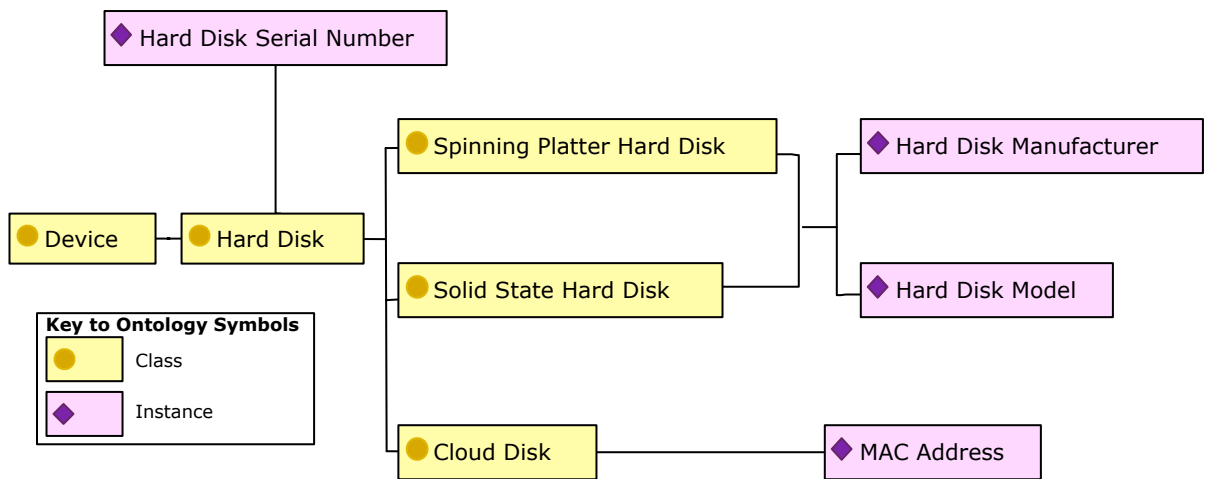 Hard Disk Serial Number
Spinning Platter Hard Disk
Hard Disk Manufacturer
Device
Hard Disk
Solid State Hard Disk
Hard Disk Model
Key to Ontology Symbols
Class
Instance
Cloud Disk
MAC Address